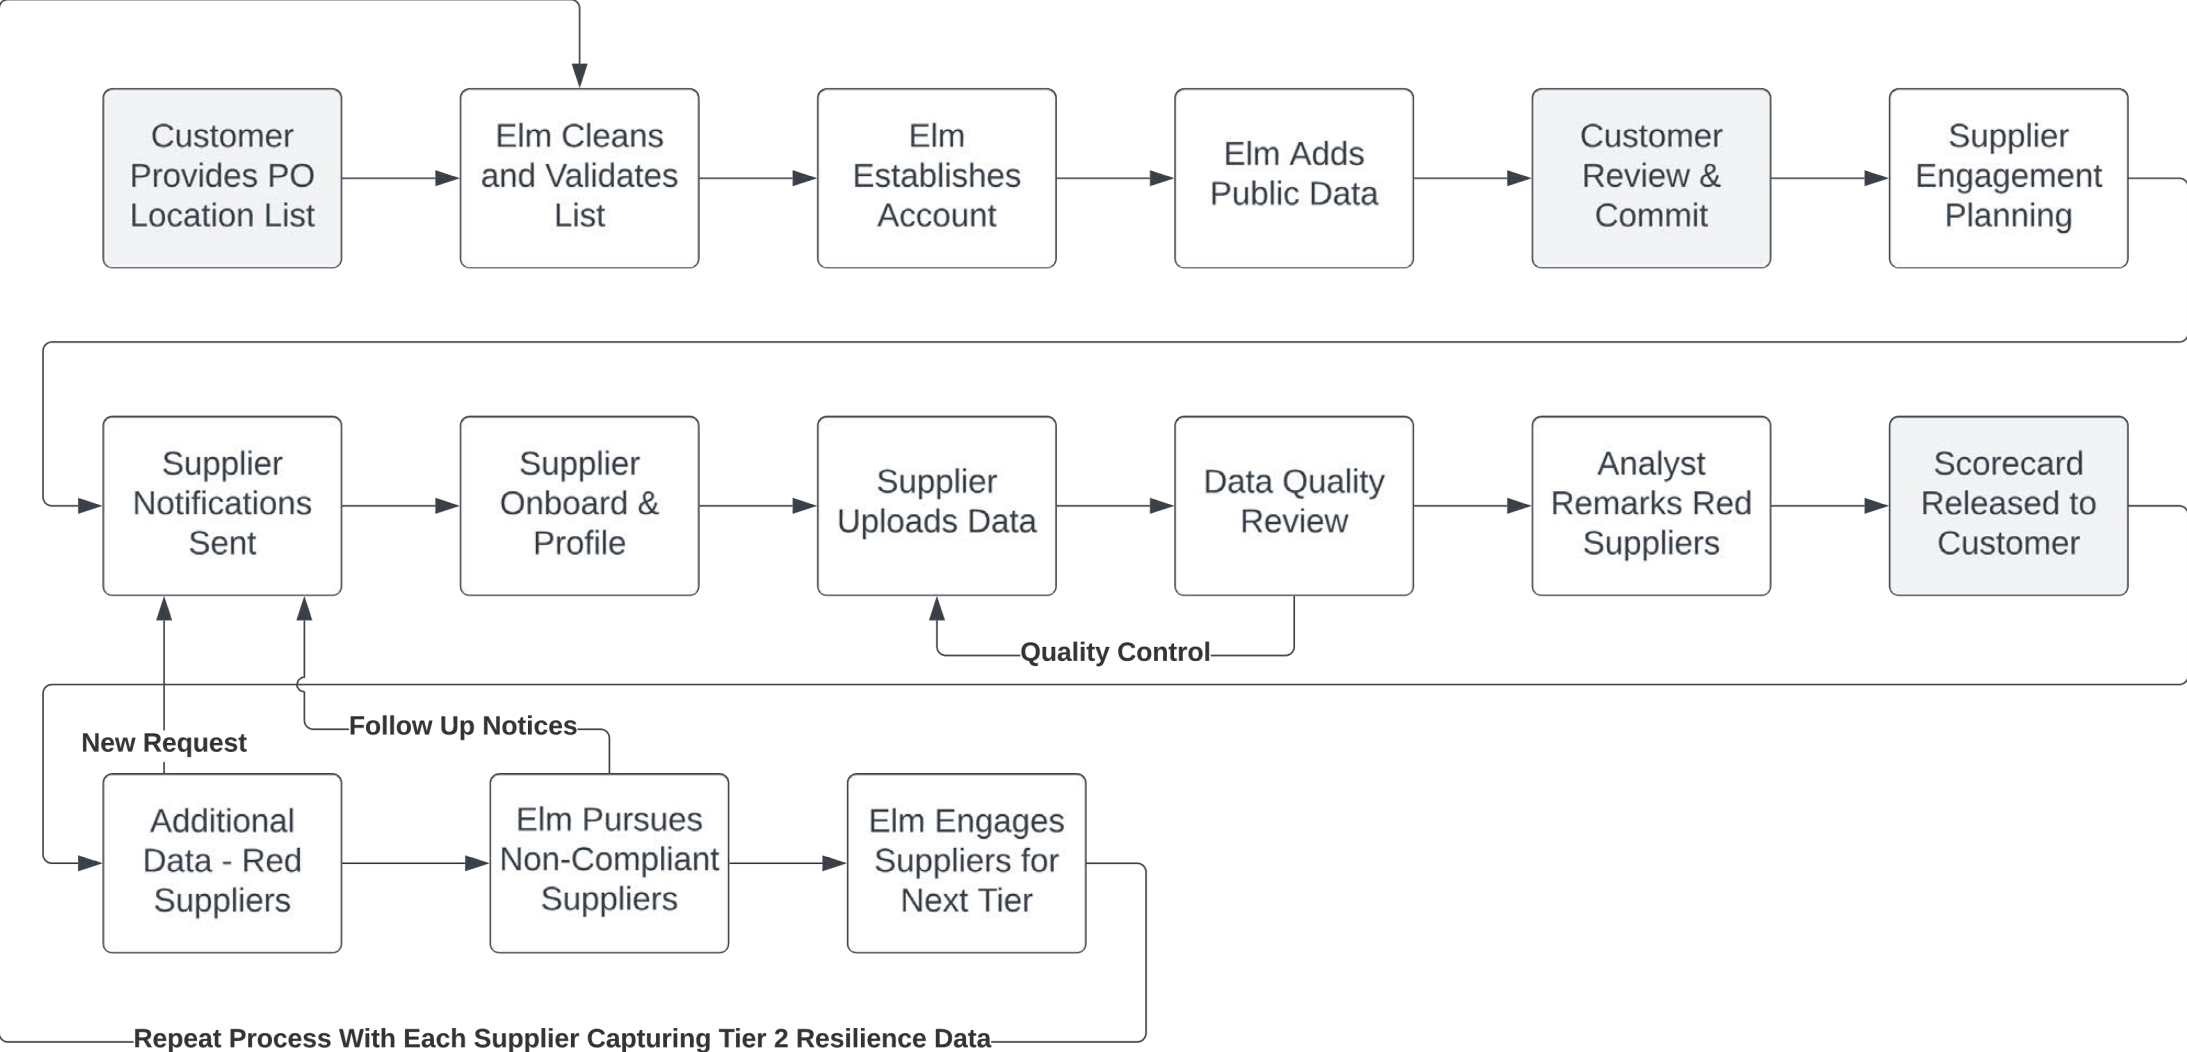 Customer
Provides PO
Location List
Elm Cleans
and Validates
List
Elm
Establishes
Account
Elm Adds
Public Data
Customer
Review &
Commit
Supplier
Engagement
Planning
Supplier
Notifications
Sent
Supplier
Onboard &
Profile
Supplier
Uploads Data
Data Quality
Review
Analyst
Remarks Red
Suppliers
Scorecard
Released to
Customer
Quality Control
New Request
Follow Up Notices
Additional
Data - Red
Suppliers
Elm Pursues
Non-Compliant
Suppliers
Elm Engages
Suppliers for
Next Tier
Repeat Process With Each Supplier Capturing Tier 2 Resilience Data